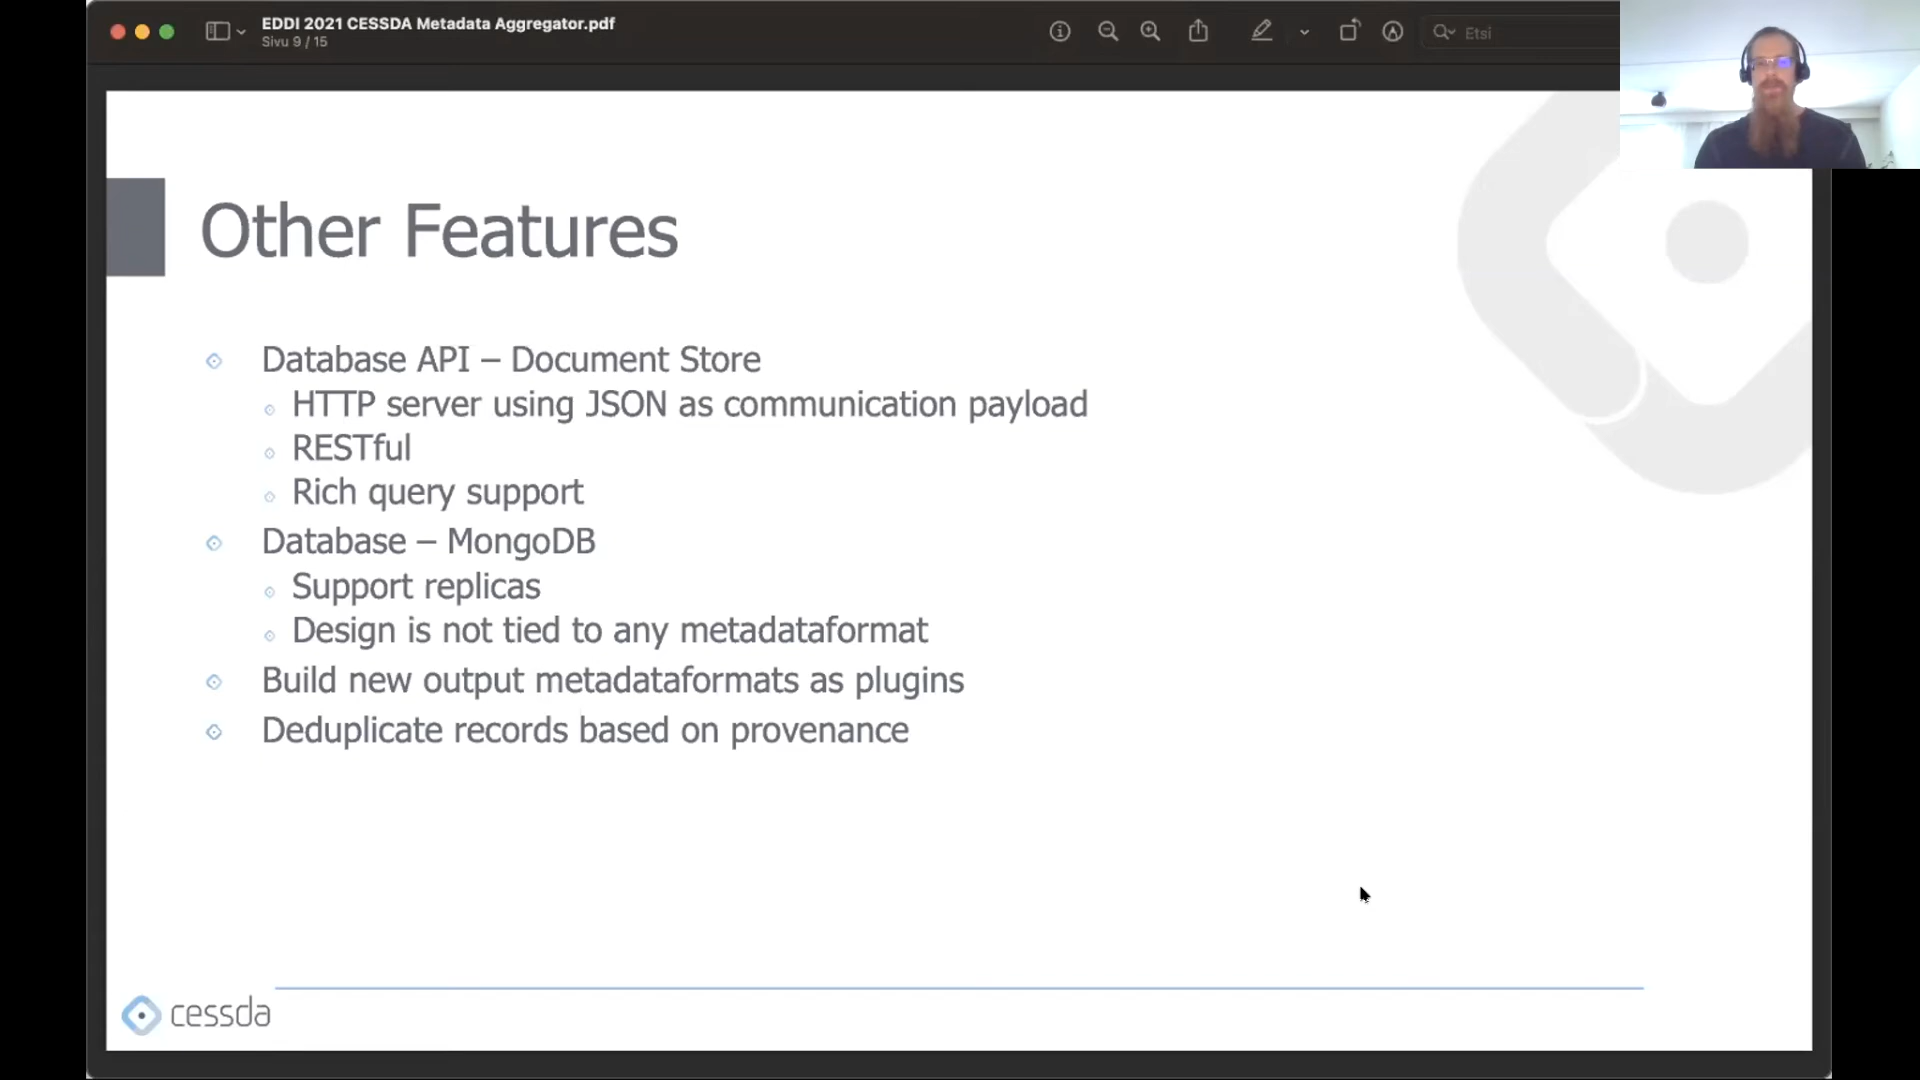 EDDI 2021 CESSDA Metadata Aggregator.pdf
Sivu 9 / 15
Etsi
Other Features
Database API – Document Store
HTTP server using JSON as communication payload
RESTful
Rich query support
Database – MongoDB
Support replicas
Design is not tied to any metadataformat
Build new output metadataformats as plugins
Deduplicate records based on provenance
cessda